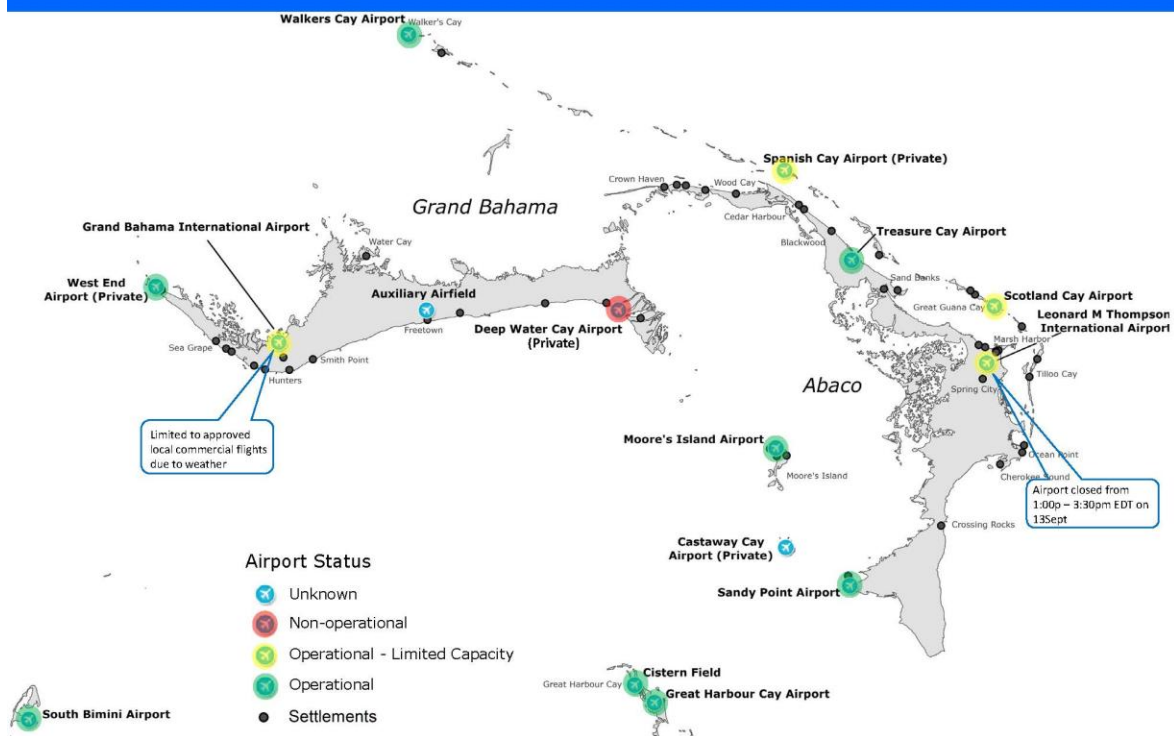 Walkers Cay Airport
Walker's Cay
Spanish Cay Airport (Private)
Crown Haven
Wood Cay
Grand Bahama
Cedar Harbour
Grand Bahama International Airport
Blackwood
Treasure Cay Airport
Water Cay
West End
Airport (Private)
Auxiliary Airfield
Sand Banks
Scotland Cay Airport
Great Guana Cay
Leonard M Thompson
International Airport
Freetown
Deep Water Cay Airport
(Private)
Marsh Harbor
Sea Grape
Smith Point
Hunters
Abaco
Spring City
Tilloo Cay
Limited to approved
local commercial flights
due to weather
Moore's Island Airport
Moore's Island
Ocean Point
Cherokee Sound
Airport closed from
1:00p – 3:30pm EDT on
13Sept
Crossing Rocks
Castaway Cay
Airport (Private)
Sandy Point Airport
Airport Status
Unknown
Non-operational
Operational - Limited Capacity
Operational
Settlements
Cistern Field
Great Harbour Cay
Great Harbour Cay Airport
South Bimini Airport